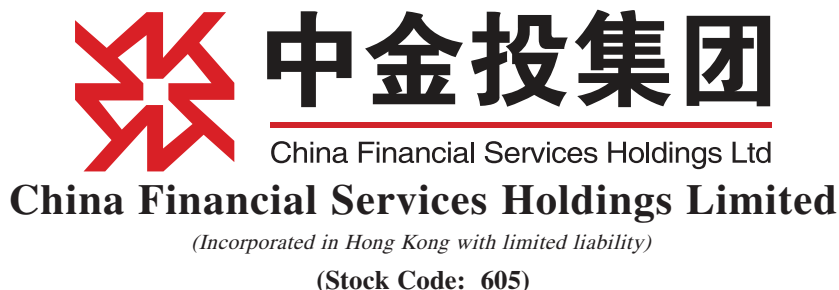 中金投集团
China Financial Services Holdings Ltd
China Financial Services Holdings Limited
(Incorporated in Hong Kong with limited liability)
(Stock Code: 605)